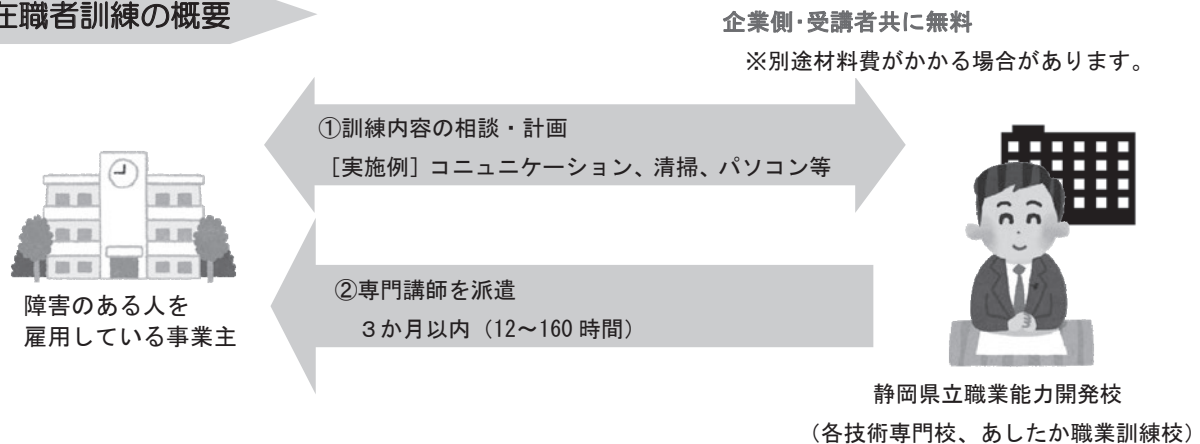 在職者訓練の概要
企業側・受講者共に無料
※別途材料費がかかる場合があります。
①訓練内容の相談・計画
［実施例］コニュニケーション、清掃、パソコン等
②専門講師を派遣
３か月以内（12～160 時間）
障害のある人を
雇用している事業主
静岡県立職業能力開発校
（各技術専門校、あしたか職業訓練校）